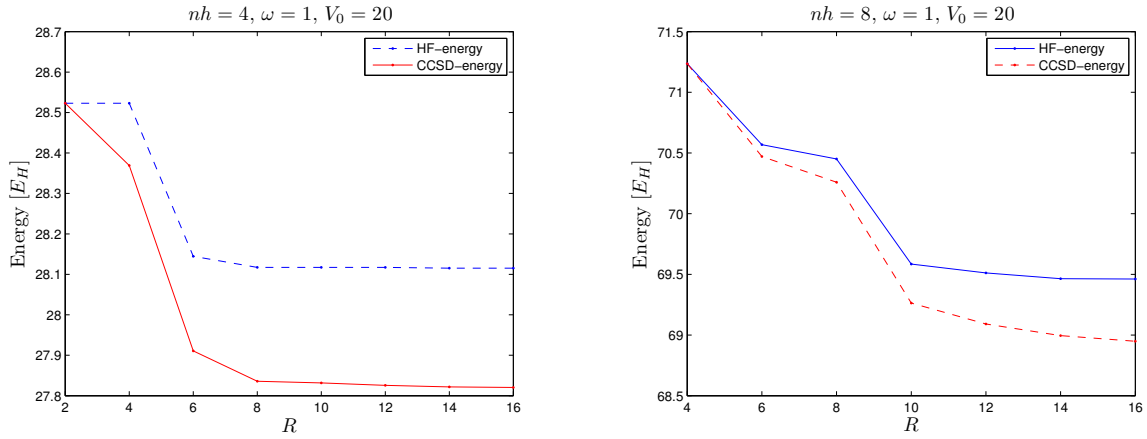 nh = 4, ω = 1, V₀ = 20
28.7
28.6
28.5
28.4
28.3
28.2
28.1
28
27.9
27.8
Energy [E_H]
HF−energy
CCSD−energy
2 4 6 8 10 12 14 16
R
nh = 8, ω = 1, V₀ = 20
71.5
71
70.5
70
69.5
69
68.5
Energy [E_H]
HF−energy
CCSD−energy
4 6 8 10 12 14 16
R